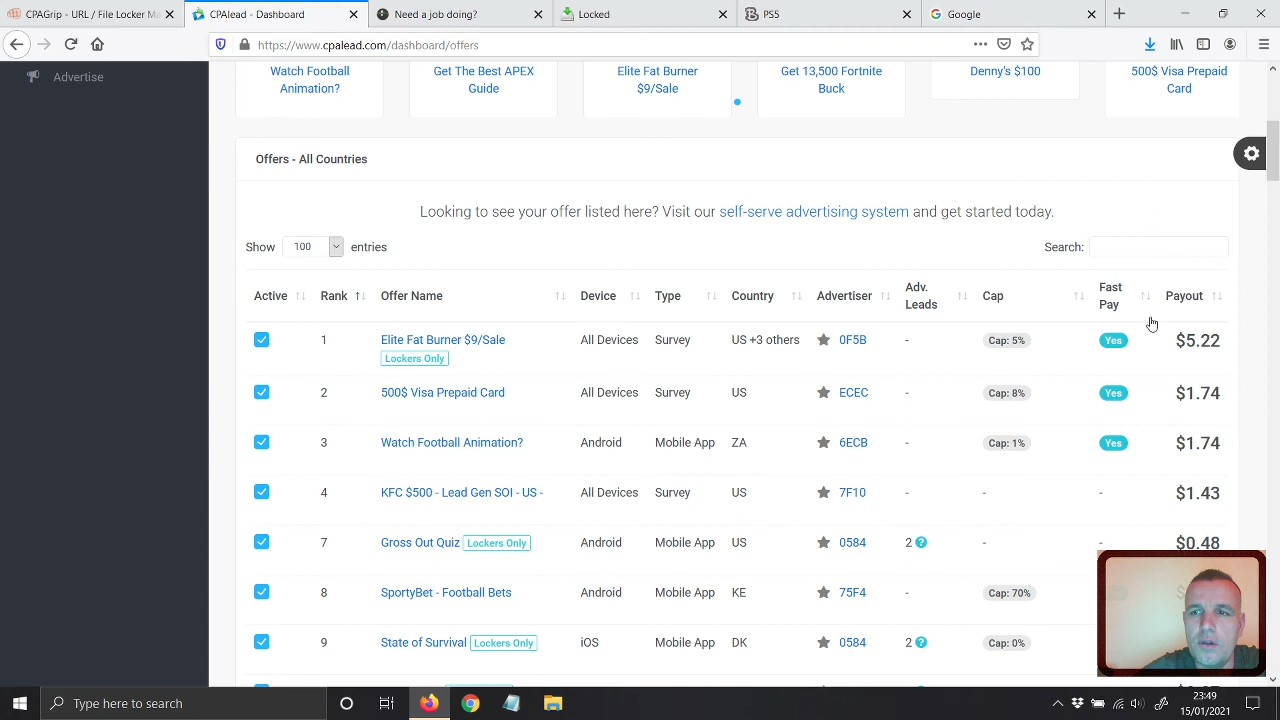 CPAGrip - URL / File Locker Ma
CPAlead - Dashboard
Need a job doing?
Locked
PS5
Google
https://www.cpalead.com/dashboard/offers
Advertise
Watch Football
Animation?
Get The Best APEX
Guide
Elite Fat Burner
$9/Sale
Get 13,500 Fortnite
Buck
Denny's $100
500$ Visa Prepaid
Card
Offers - All Countries
Looking to see your offer listed here? Visit our self-serve advertising system and get started today.
Show 100 entries
Search:
Active Rank Offer Name Device Type Country Advertiser Adv. Leads Cap Fast Pay Payout
1 Elite Fat Burner $9/Sale Lockers Only All Devices Survey US +3 others 0F5B - Cap: 5% Yes $5.22
2 500$ Visa Prepaid Card All Devices Survey US ECEC - Cap: 8% Yes $1.74
3 Watch Football Animation? Android Mobile App ZA 6ECB - Cap: 1% Yes $1.74
4 KFC $500 - Lead Gen SOI - US - All Devices Survey US 7F10 - - - $1.43
7 Gross Out Quiz Lockers Only Android Mobile App US 0584 2 ? - - $0.48
8 SportyBet - Football Bets Android Mobile App KE 75F4 - Cap: 70%
9 State of Survival Lockers Only iOS Mobile App DK 0584 2 ? Cap: 0%
Type here to search
23:49
15/01/2021